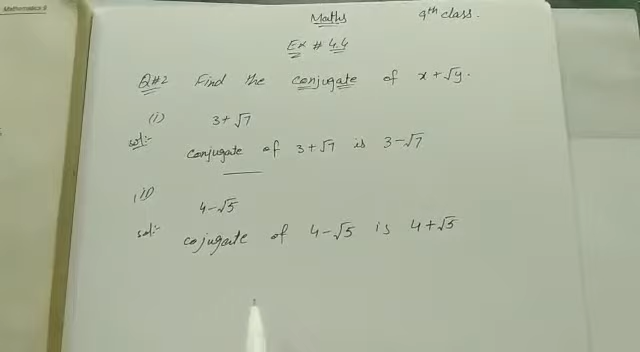 Mathematics 9
Maths 9th class.
Ex # 4.4
Q#2 Find the conjugate of x + √y.
(i) 3 + √7
sol:- conjugate of 3 + √7 is 3 - √7
(ii) 4 - √5
sol:- cojugate of 4 - √5 is 4 + √5